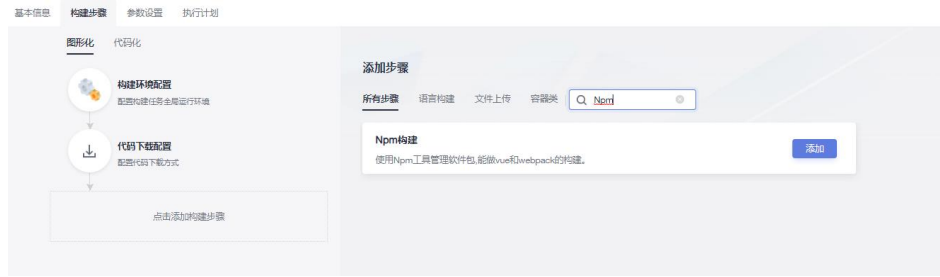 基本信息 构建步骤 参数设置 执行计划
图形化 代码化
构建环境配置
配置构建任务全局运行环境
代码下载配置
配置代码下载方式
点击添加构建步骤
添加步骤
所有步骤 语言构建 文件上传 容器类 Npm
Npm构建
使用Npm工具管理软件包,能做vue和webpack的构建。
添加